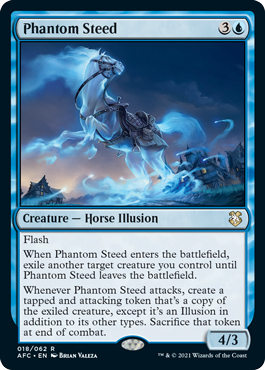 Phantom Steed 3
Creature — Horse Illusion
Flash
When Phantom Steed enters the battlefield,
exile another target creature you control until
Phantom Steed leaves the battlefield.
Whenever Phantom Steed attacks, create a
tapped and attacking token that's a copy of
the exiled creature, except it's an Illusion in
addition to its other types. Sacrifice that token
at end of combat.
4/3
018/062 R
AFC • EN Brian Valeza
™ & © 2021 Wizards of the Coast